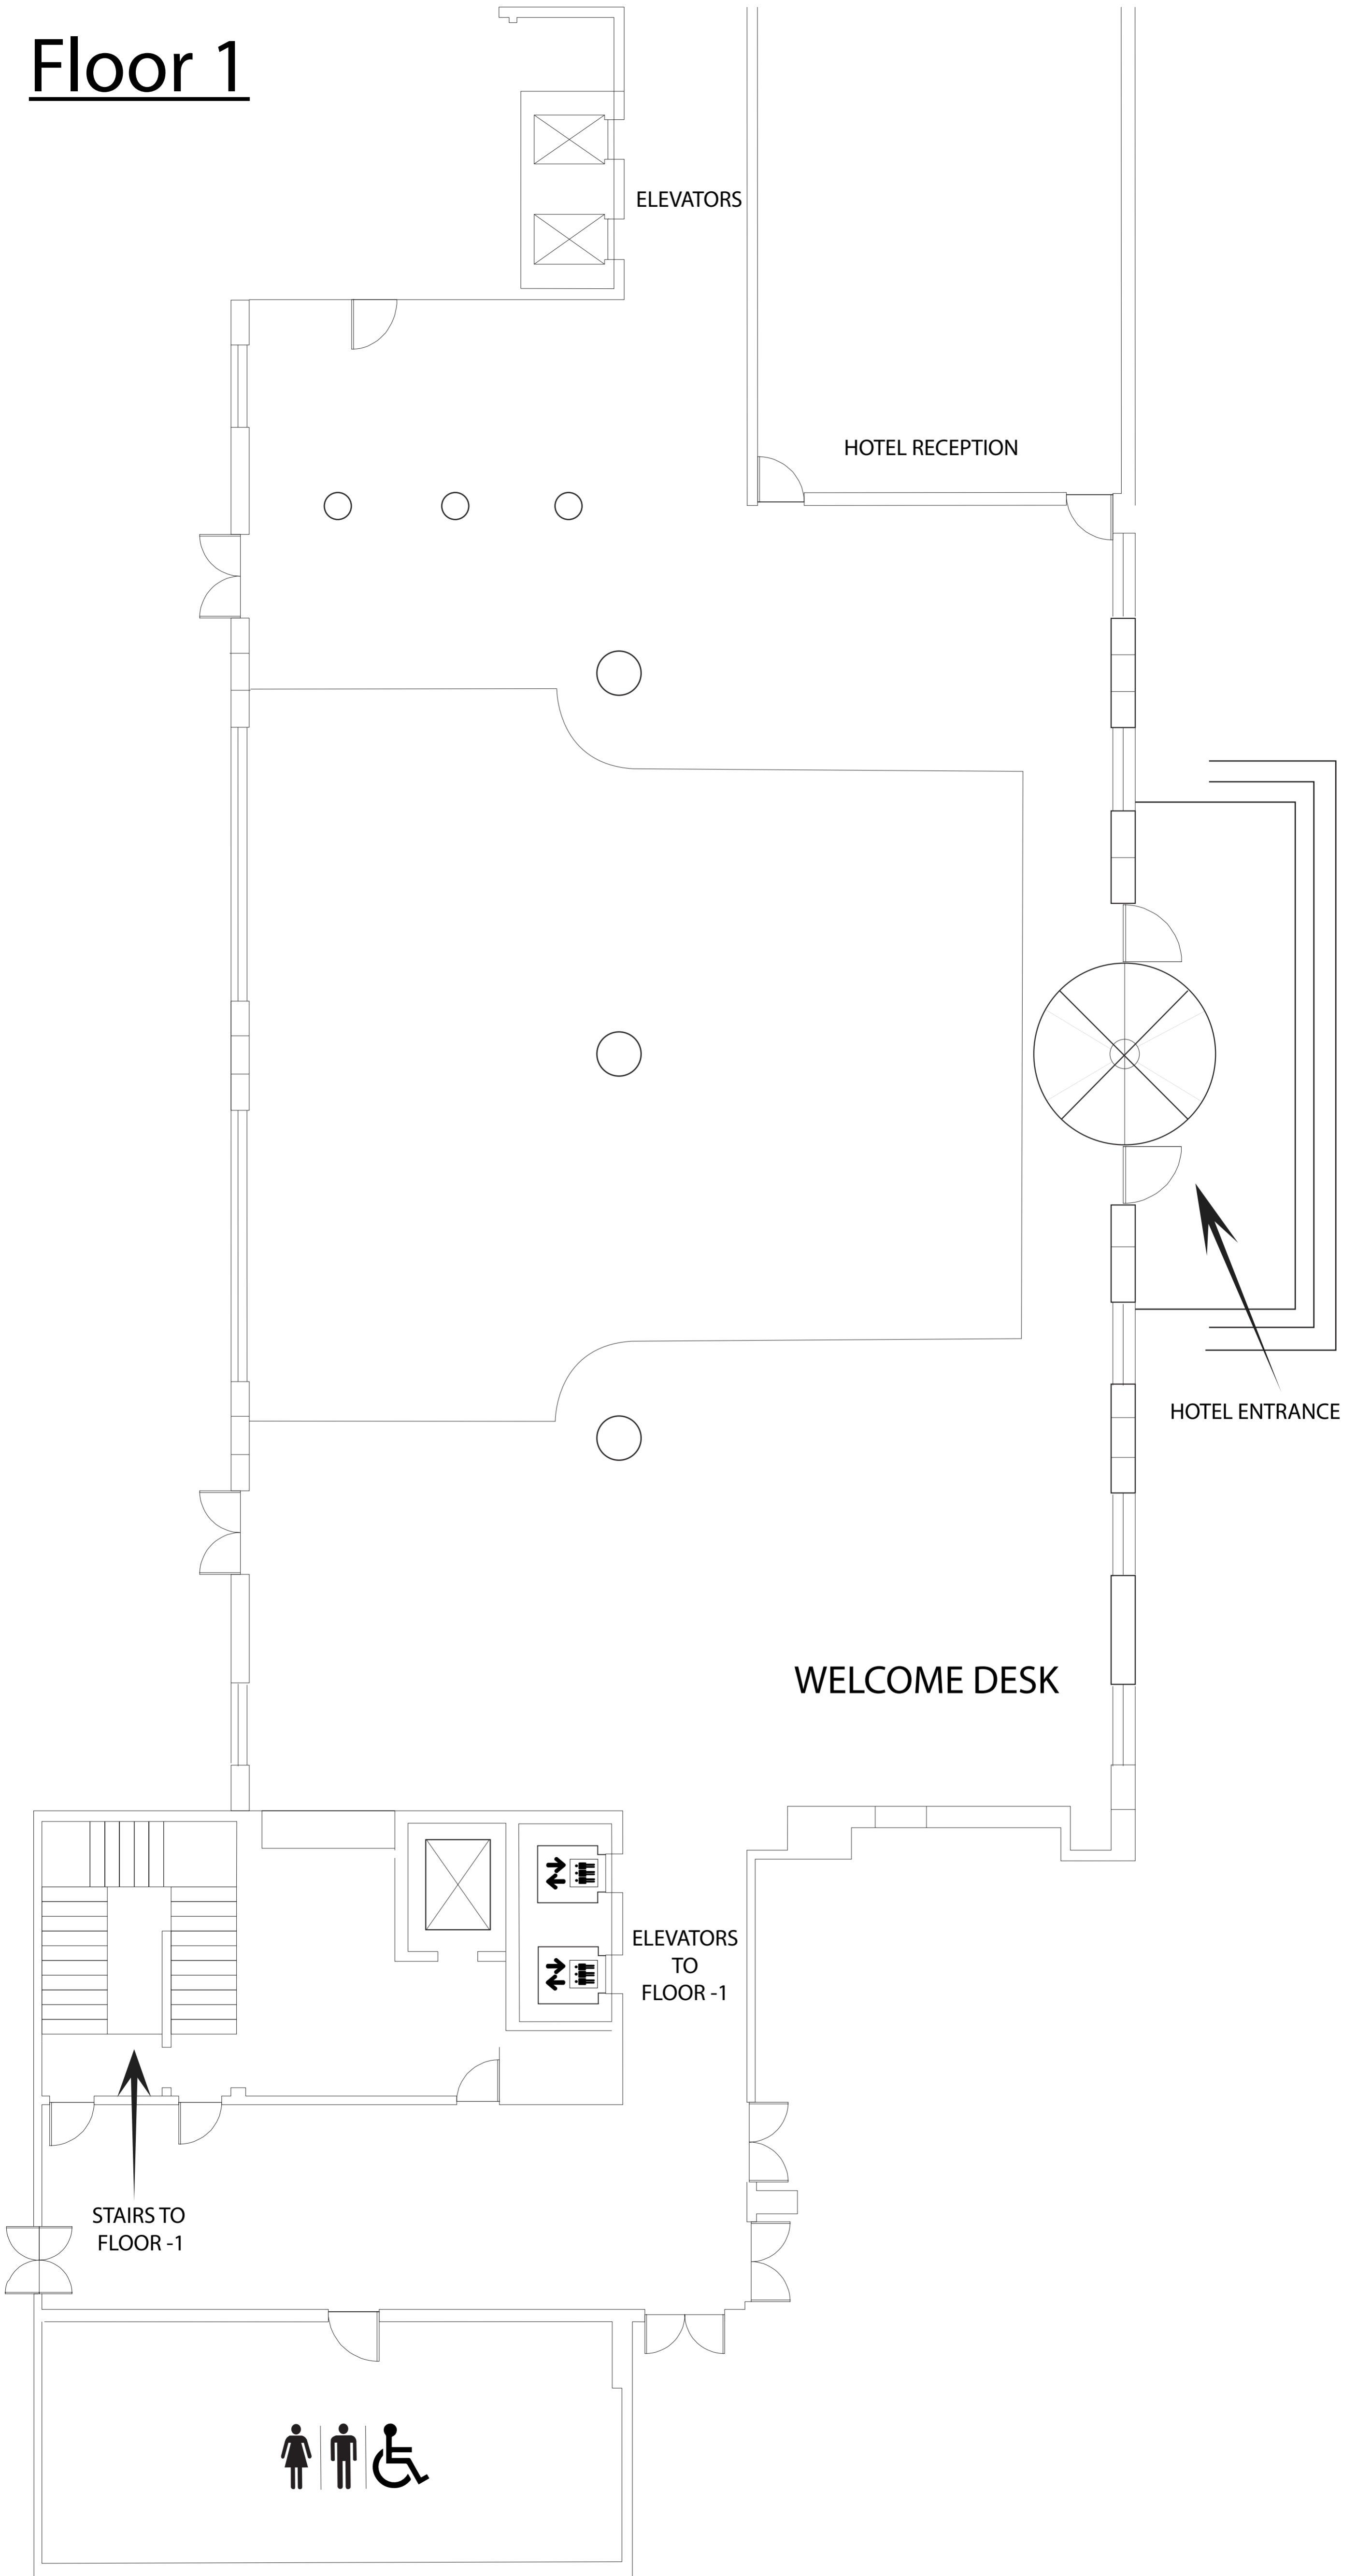 Floor 1
ELEVATORS
HOTEL RECEPTION
HOTEL ENTRANCE
WELCOME DESK
ELEVATORS
TO
FLOOR -1
STAIRS TO
FLOOR -1